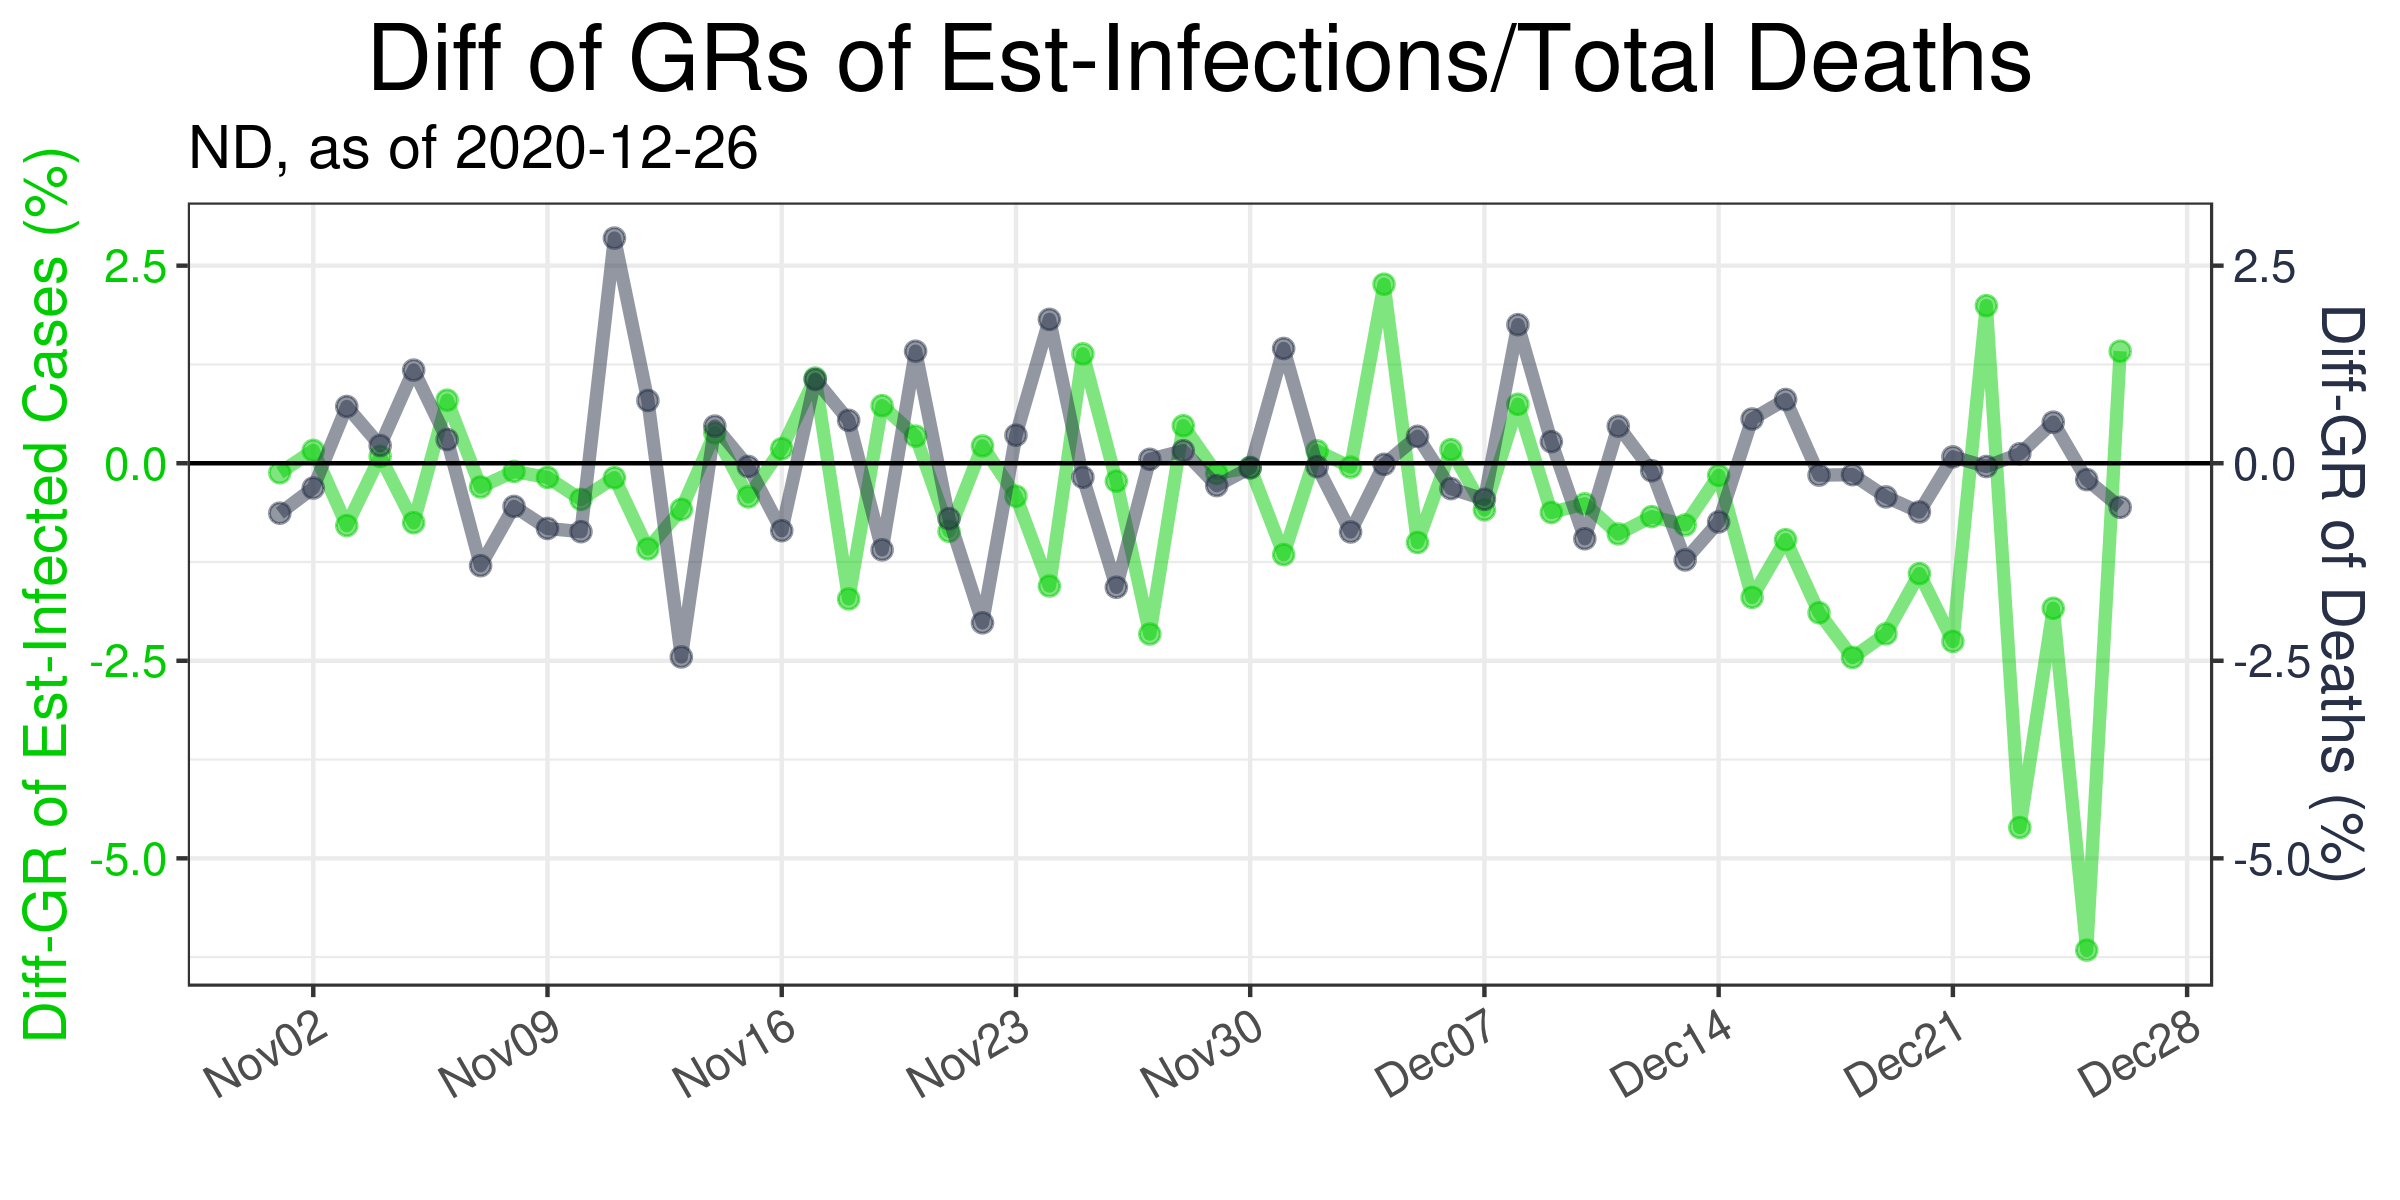 Diff of GRs of Est-Infections/Total Deaths
ND, as of 2020-12-26
Diff-GR of Est-Infected Cases (%)
2.5
0.0
-2.5
-5.0
2.5
0.0
-2.5
-5.0
Diff-GR of Deaths (%)
Nov02
Nov09
Nov16
Nov23
Nov30
Dec07
Dec14
Dec21
Dec28